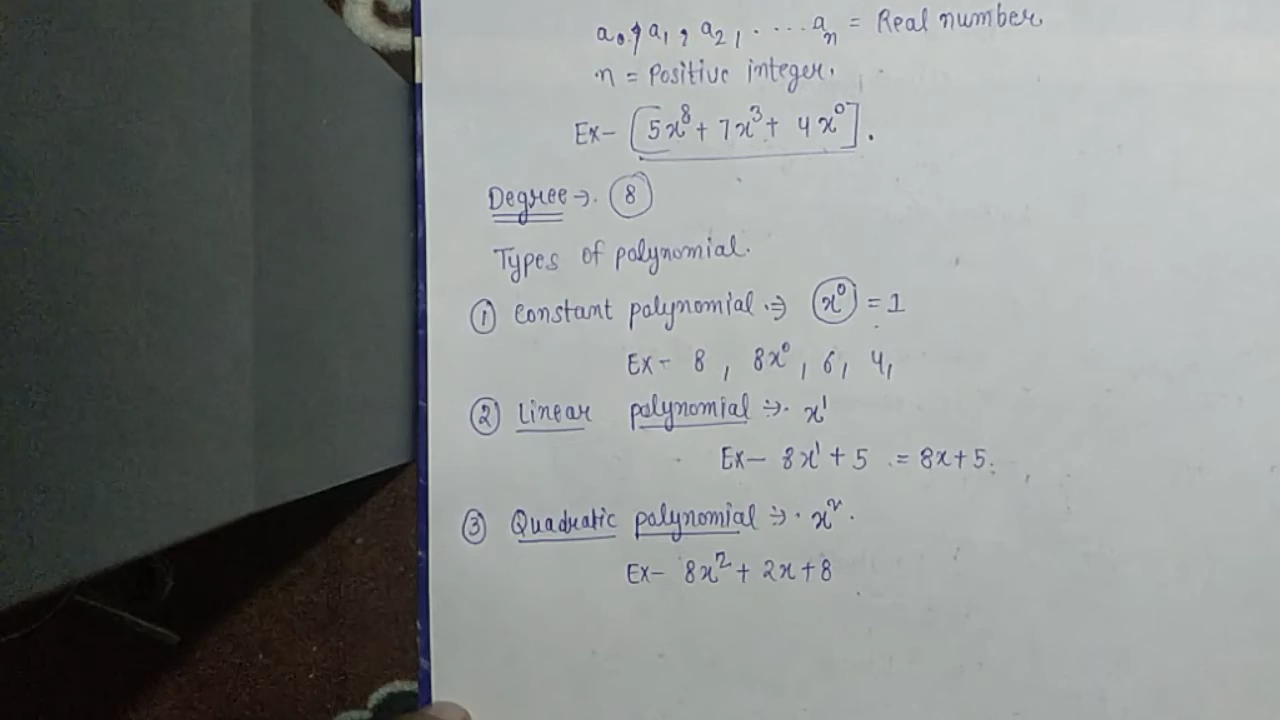 a₀, a₁, a₂, ....aₙ = Real number
n = Positive integer.
Ex- [5x⁸ + 7x³ + 4x⁰].
Degree → . 8
Types of polynomial.
① Constant polynomial .⇒ x⁰ = 1
Ex- 8, 8x⁰, 6, 4,
② Linear polynomial ⇒. x¹
Ex- 8x¹ + 5 = 8x+5.
③ Quadratic polynomial ⇒. x².
Ex- 8x² + 2x+8